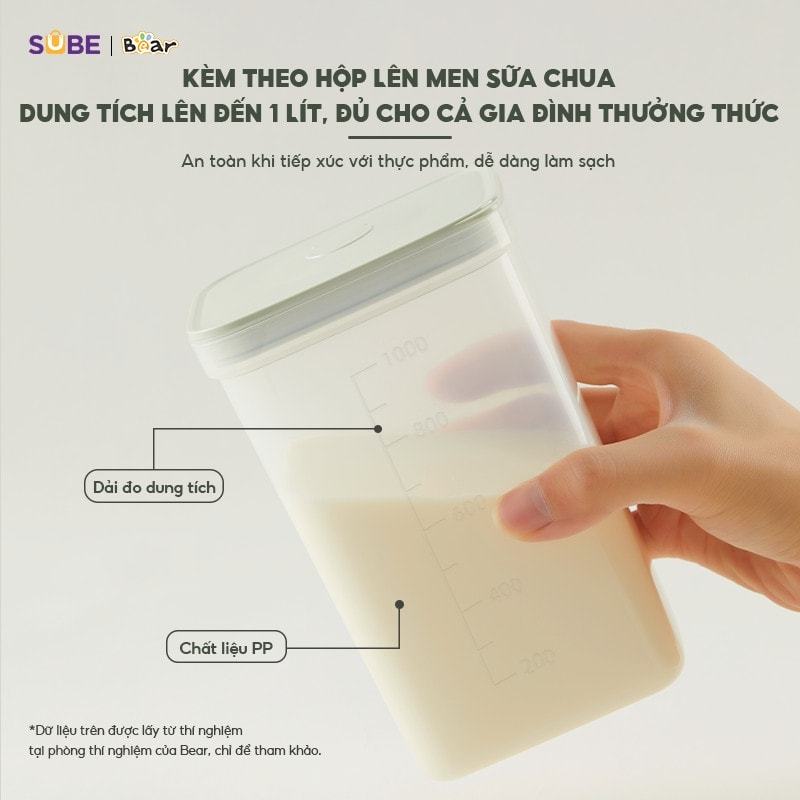 SUBE | Bear
KÈM THEO HỘP LÊN MEN SỮA CHUA
DUNG TÍCH LÊN ĐẾN 1 LÍT, ĐỦ CHO CẢ GIA ĐÌNH THƯỞNG THỨC
An toàn khi tiếp xúc với thực phẩm, dễ dàng làm sạch
1000
800
Dải đo dung tích
600
400
Chất liệu PP
200
*Dữ liệu trên được lấy từ thí nghiệm
tại phòng thí nghiệm của Bear, chỉ để tham khảo.